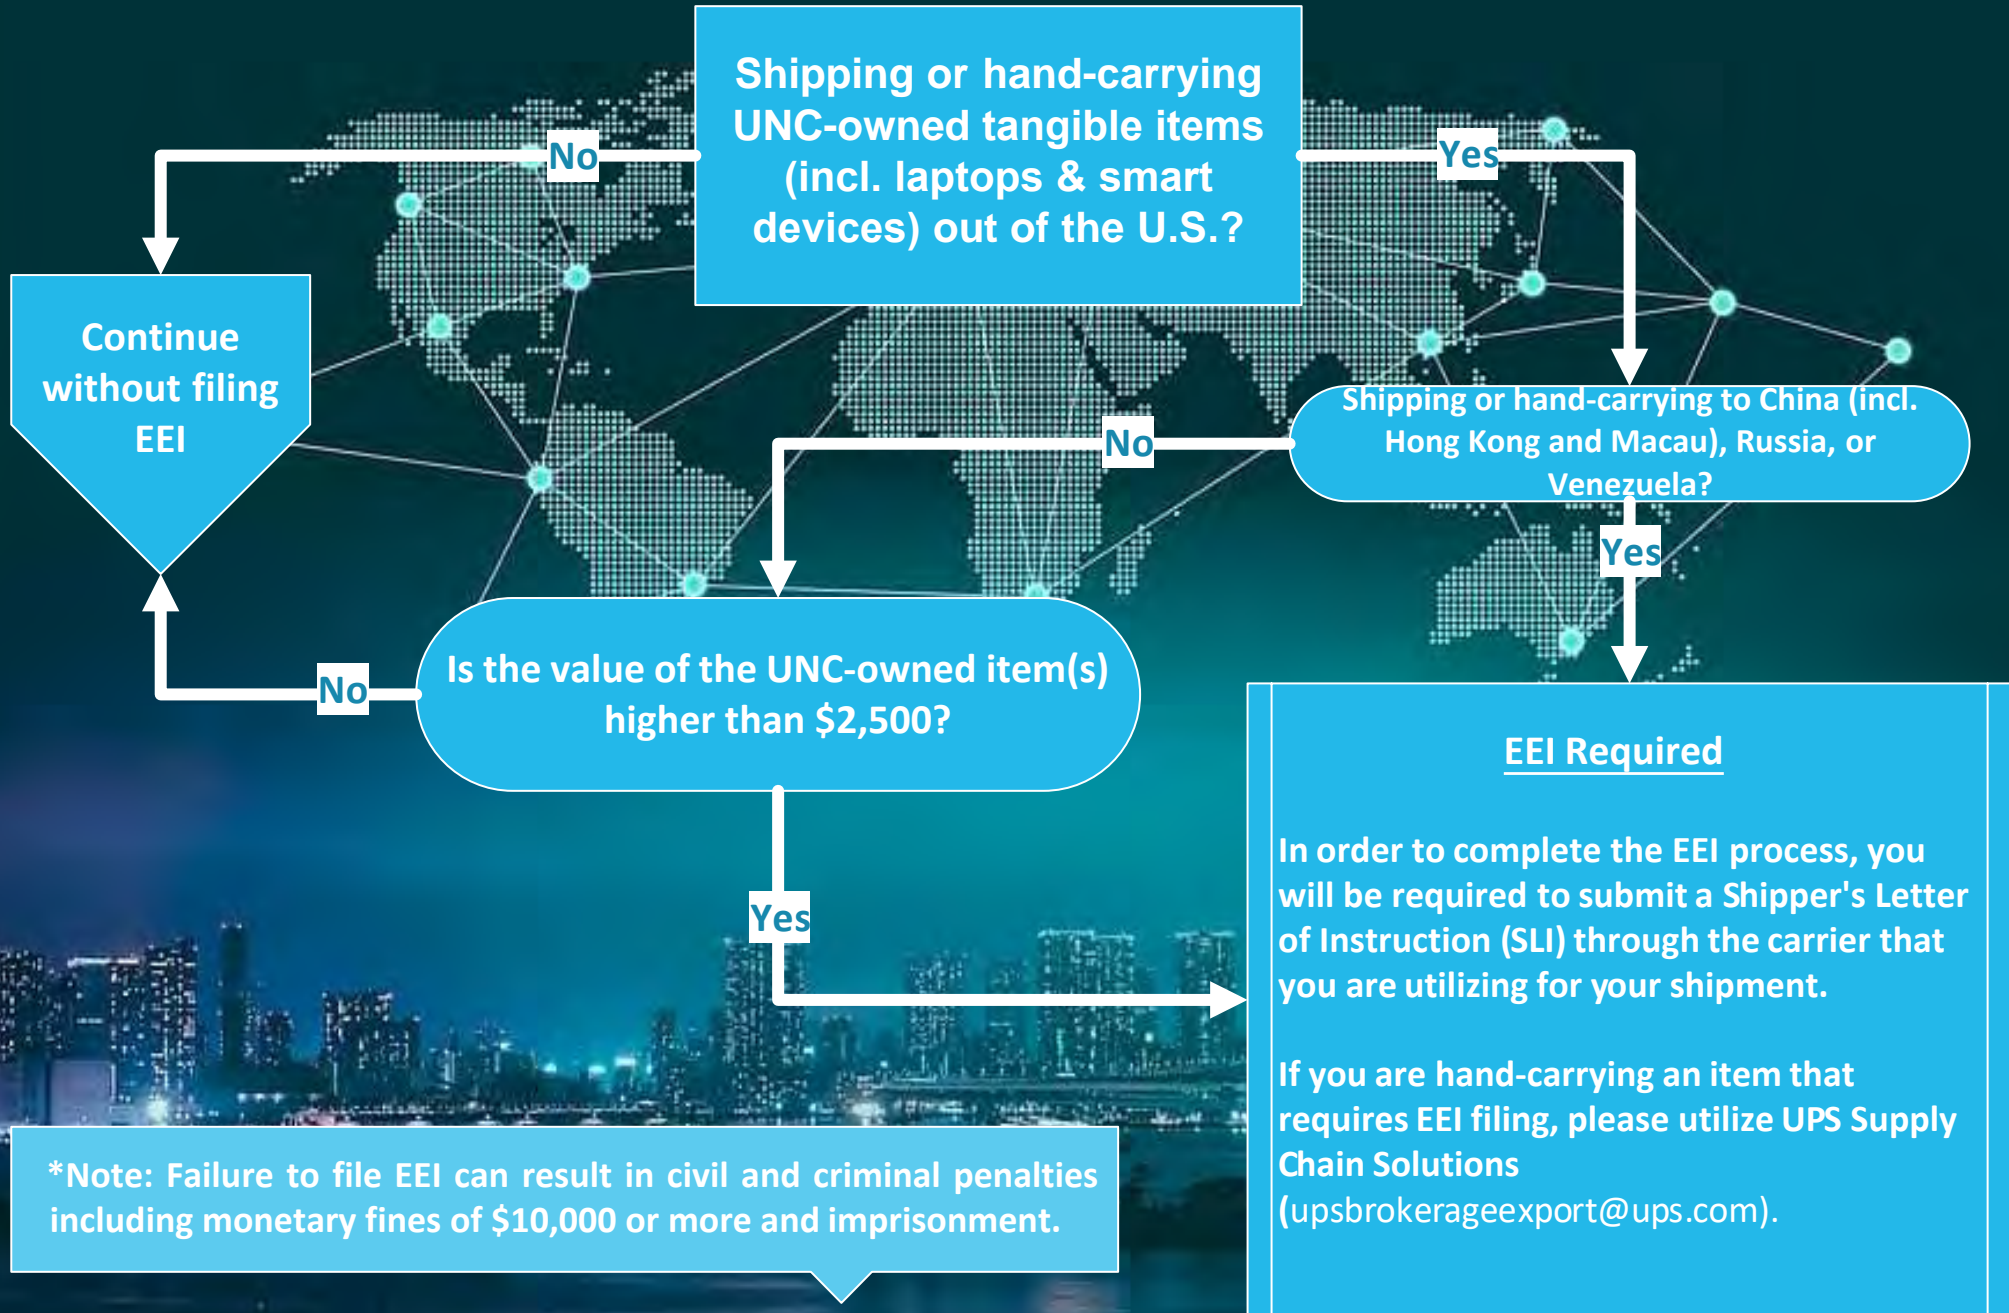 Shipping or hand-carrying
UNC-owned tangible items
(incl. laptops & smart
devices) out of the U.S.?
No
Yes
Continue
without filing
EEI
Shipping or hand-carrying to China (incl.
Hong Kong and Macau), Russia, or
Venezuela?
No
Yes
Is the value of the UNC-owned item(s)
higher than $2,500?
No
Yes
EEI Required
In order to complete the EEI process, you
will be required to submit a Shipper's Letter
of Instruction (SLI) through the carrier that
you are utilizing for your shipment.
If you are hand-carrying an item that
requires EEI filing, please utilize UPS Supply
Chain Solutions
(upsbrokerageexport@ups.com).
*Note: Failure to file EEI can result in civil and criminal penalties
including monetary fines of $10,000 or more and imprisonment.